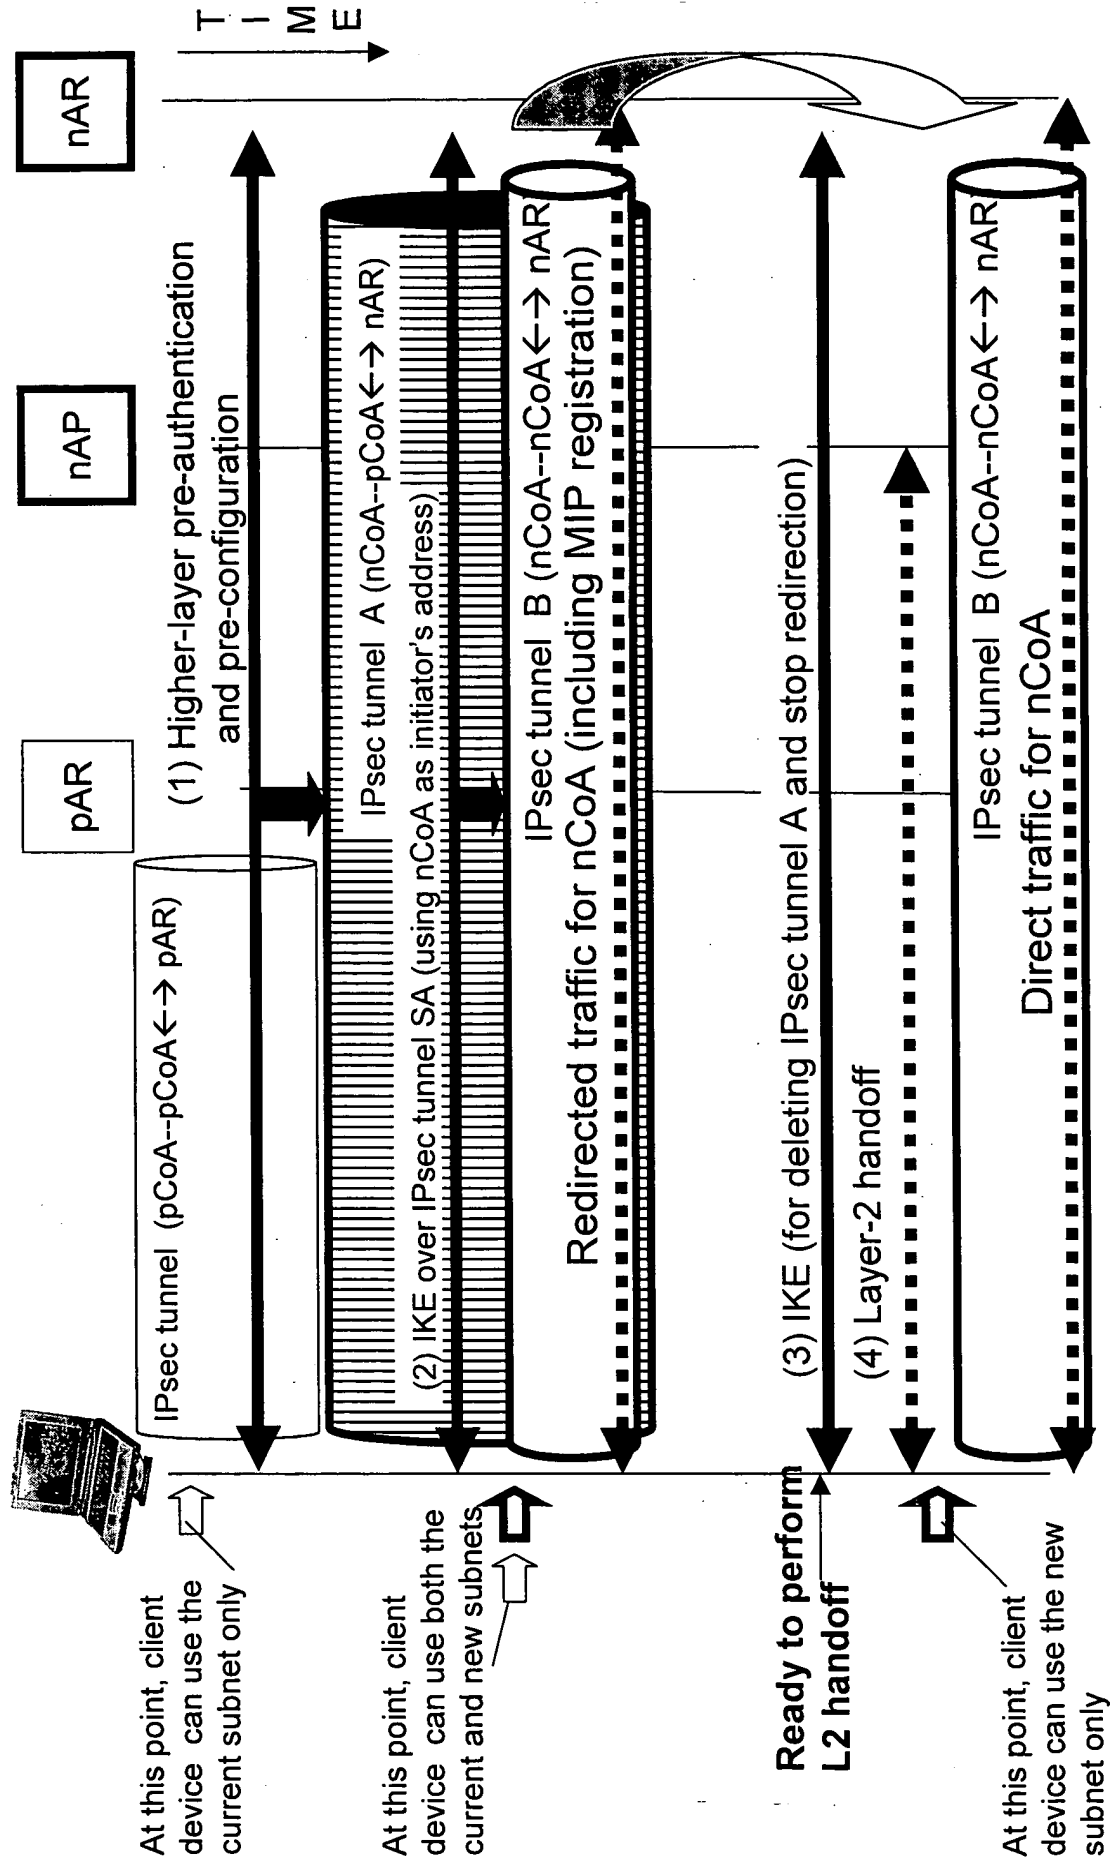 pAR
nAP
nAR
TIME
IPsec tunnel (pCoA--pCoA←→ pAR)
(1) Higher-layer pre-authentication
and pre-configuration
At this point, client
device can use the
current subnet only
IPsec tunnel A (nCoA--pCoA←→ nAR)
(2) IKE over IPsec tunnel SA (using nCoA as initiator's address)
At this point, client
device can use both the
current and new subnets
IPsec tunnel B (nCoA--nCoA←→ nAR
Redirected traffic for nCoA (including MIP registration)
(3) IKE (for deleting IPsec tunnel A and stop redirection)
Ready to perform
L2 handoff
(4) Layer-2 handoff
IPsec tunnel B (nCoA--nCoA←→ nAR
Direct traffic for nCoA
At this point, client
device can use the new
subnet only